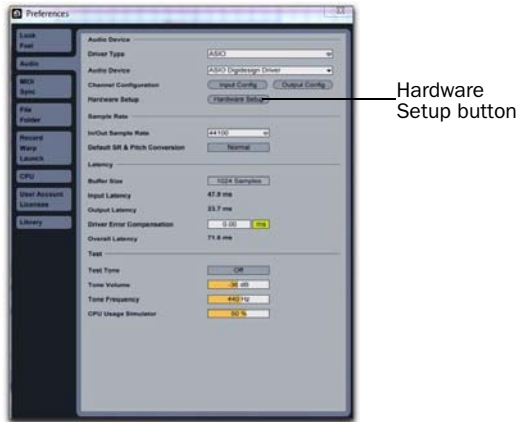 Preferences
Look
Feel
Audio
MIDI
Sync
File
Folder
Record
Warp
Launch
CPU
User Account
Licenses
Library
Audio Device
Driver Type ASIO
Audio Device ASIO Digidesign Driver
Channel Configuration Input Config Output Config
Hardware Setup Hardware Setup
Sample Rate
In/Out Sample Rate 44100
Default SR & Pitch Conversion Normal
Latency
Buffer Size 1024 Samples
Input Latency 47.9 ms
Output Latency 23.7 ms
Driver Error Compensation 0.00 ms
Overall Latency 71.6 ms
Test
Test Tone Off
Tone Volume -36 dB
Tone Frequency 440 Hz
CPU Usage Simulator 50 %
Hardware
Setup button